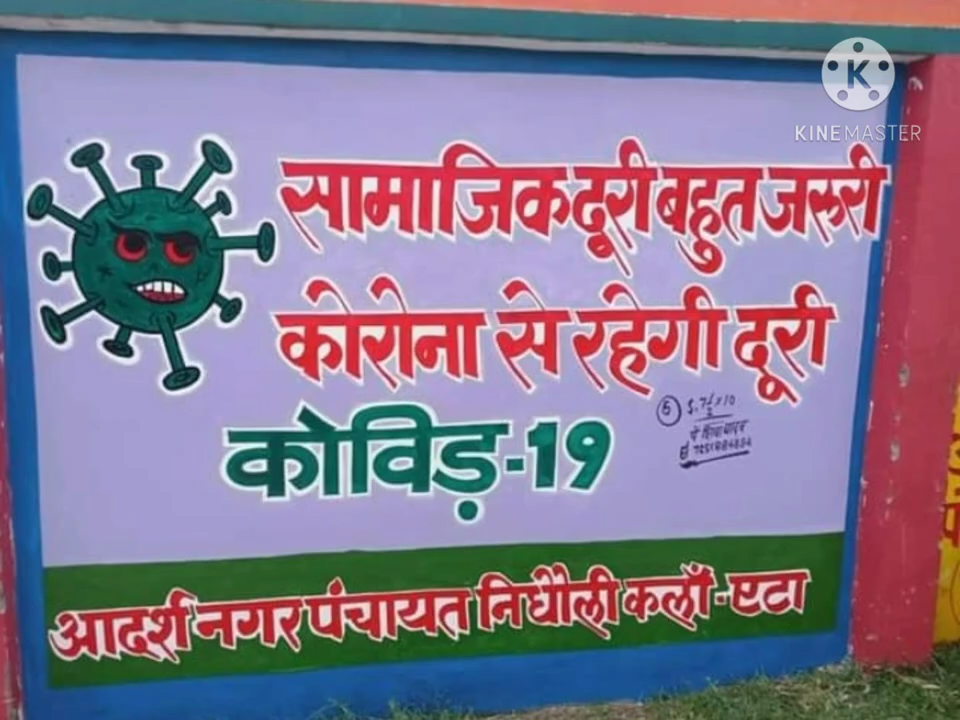 KINEMASTER
सामाजिक दूरी बहुत जरुरी
कोरोना से रहेगी दूरी
कोविड़-19
आदर्श नगर पंचायत निधौली कलाँ - एटा